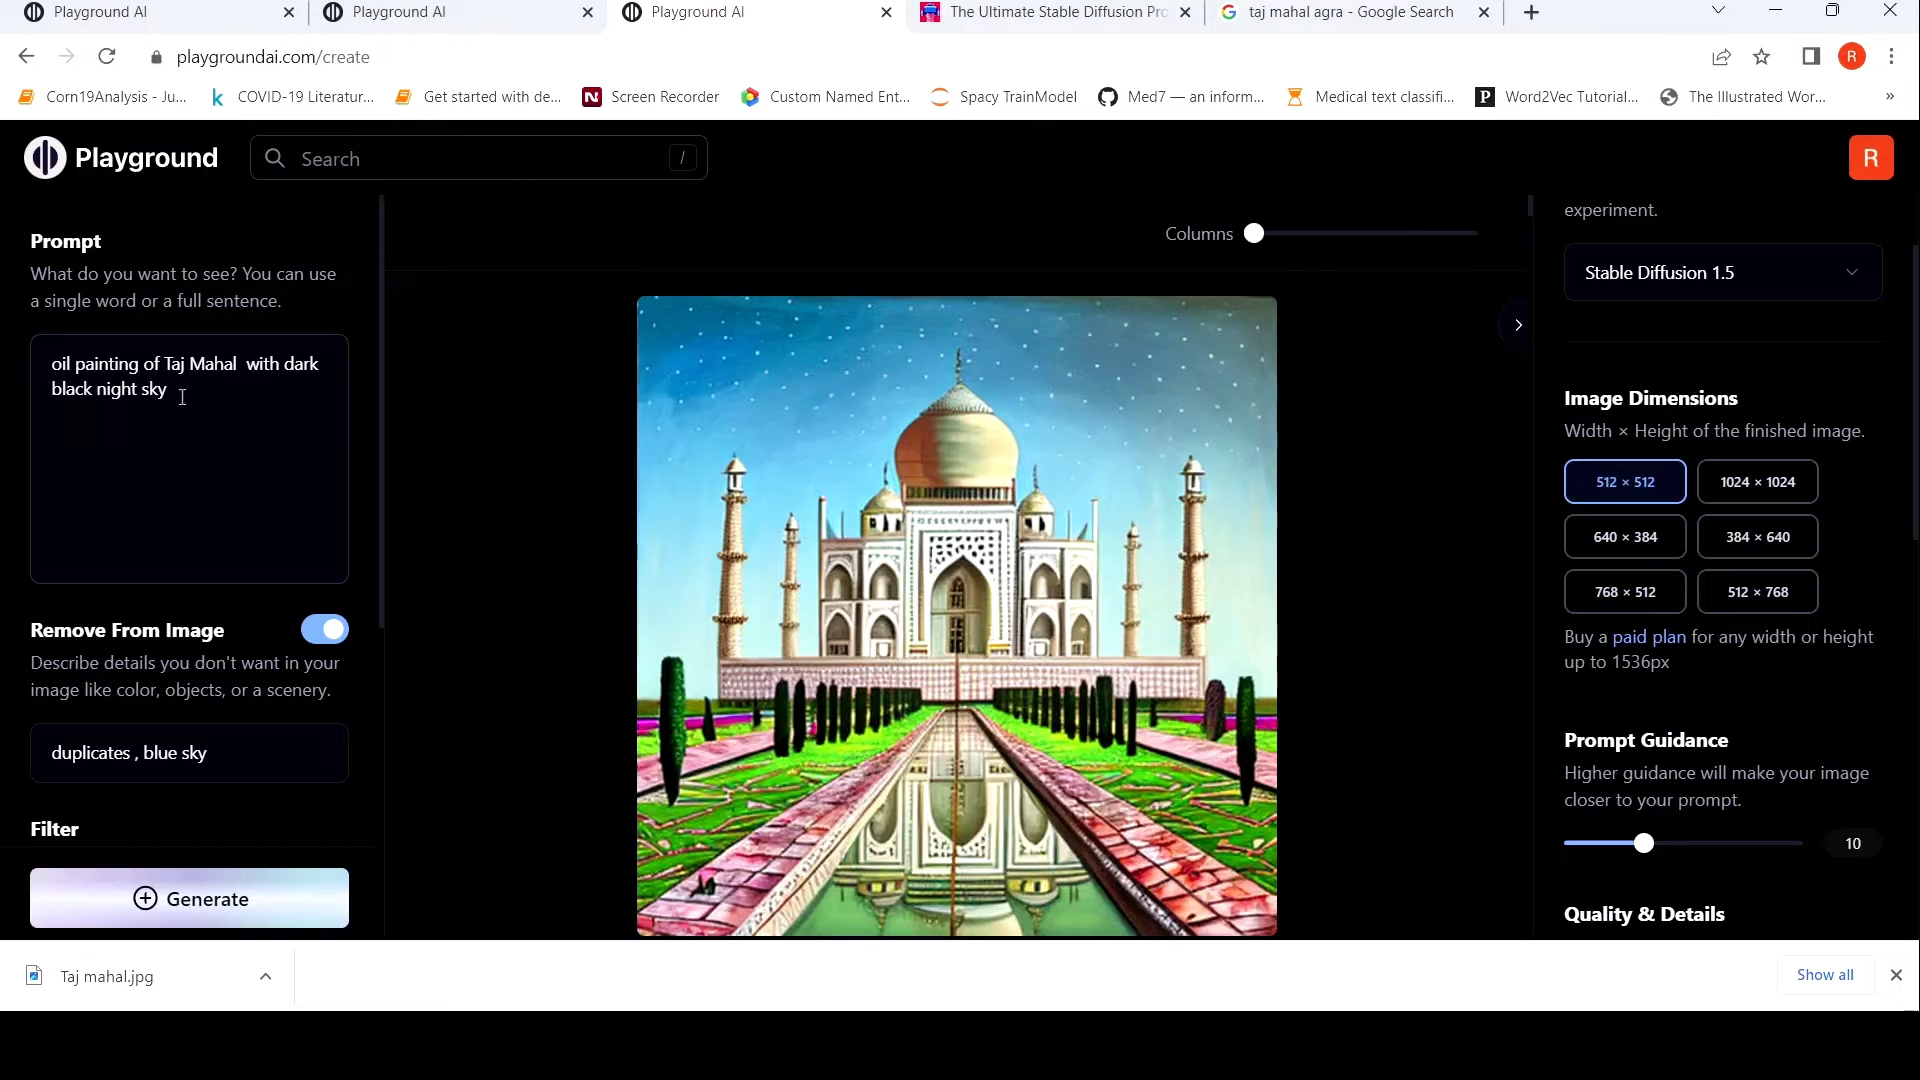 Playground AI
Playground AI
Playground AI
The Ultimate Stable Diffusion Pro
taj mahal agra - Google Search
playgroundai.com/create
R
Corn19Analysis - Ju...
COVID-19 Literatur...
Get started with de...
Screen Recorder
Custom Named Ent...
Spacy TrainModel
Med7 — an inform...
Medical text classifi...
Word2Vec Tutorial...
The Illustrated Wor...
»
Playground
Search
/
R
Prompt
What do you want to see? You can use
a single word or a full sentence.
oil painting of Taj Mahal with dark
black night sky
Remove From Image
Describe details you don't want in your
image like color, objects, or a scenery.
duplicates , blue sky
Filter
Generate
Columns
experiment.
Stable Diffusion 1.5
Image Dimensions
Width × Height of the finished image.
512 × 512
1024 × 1024
640 × 384
384 × 640
768 × 512
512 × 768
Buy a paid plan for any width or height
up to 1536px
Prompt Guidance
Higher guidance will make your image
closer to your prompt.
10
Quality & Details
Taj mahal.jpg
Show all